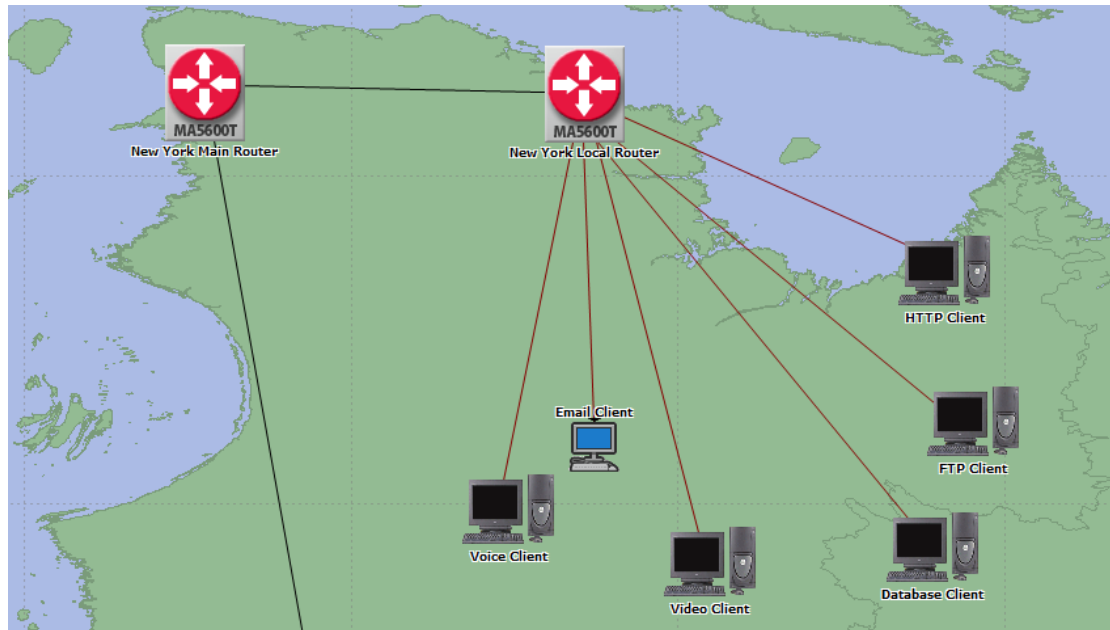 MA5600T
New York Main Router
MA5600T
New York Local Router
HTTP Client
Email Client
FTP Client
Voice Client
Video Client
Database Client